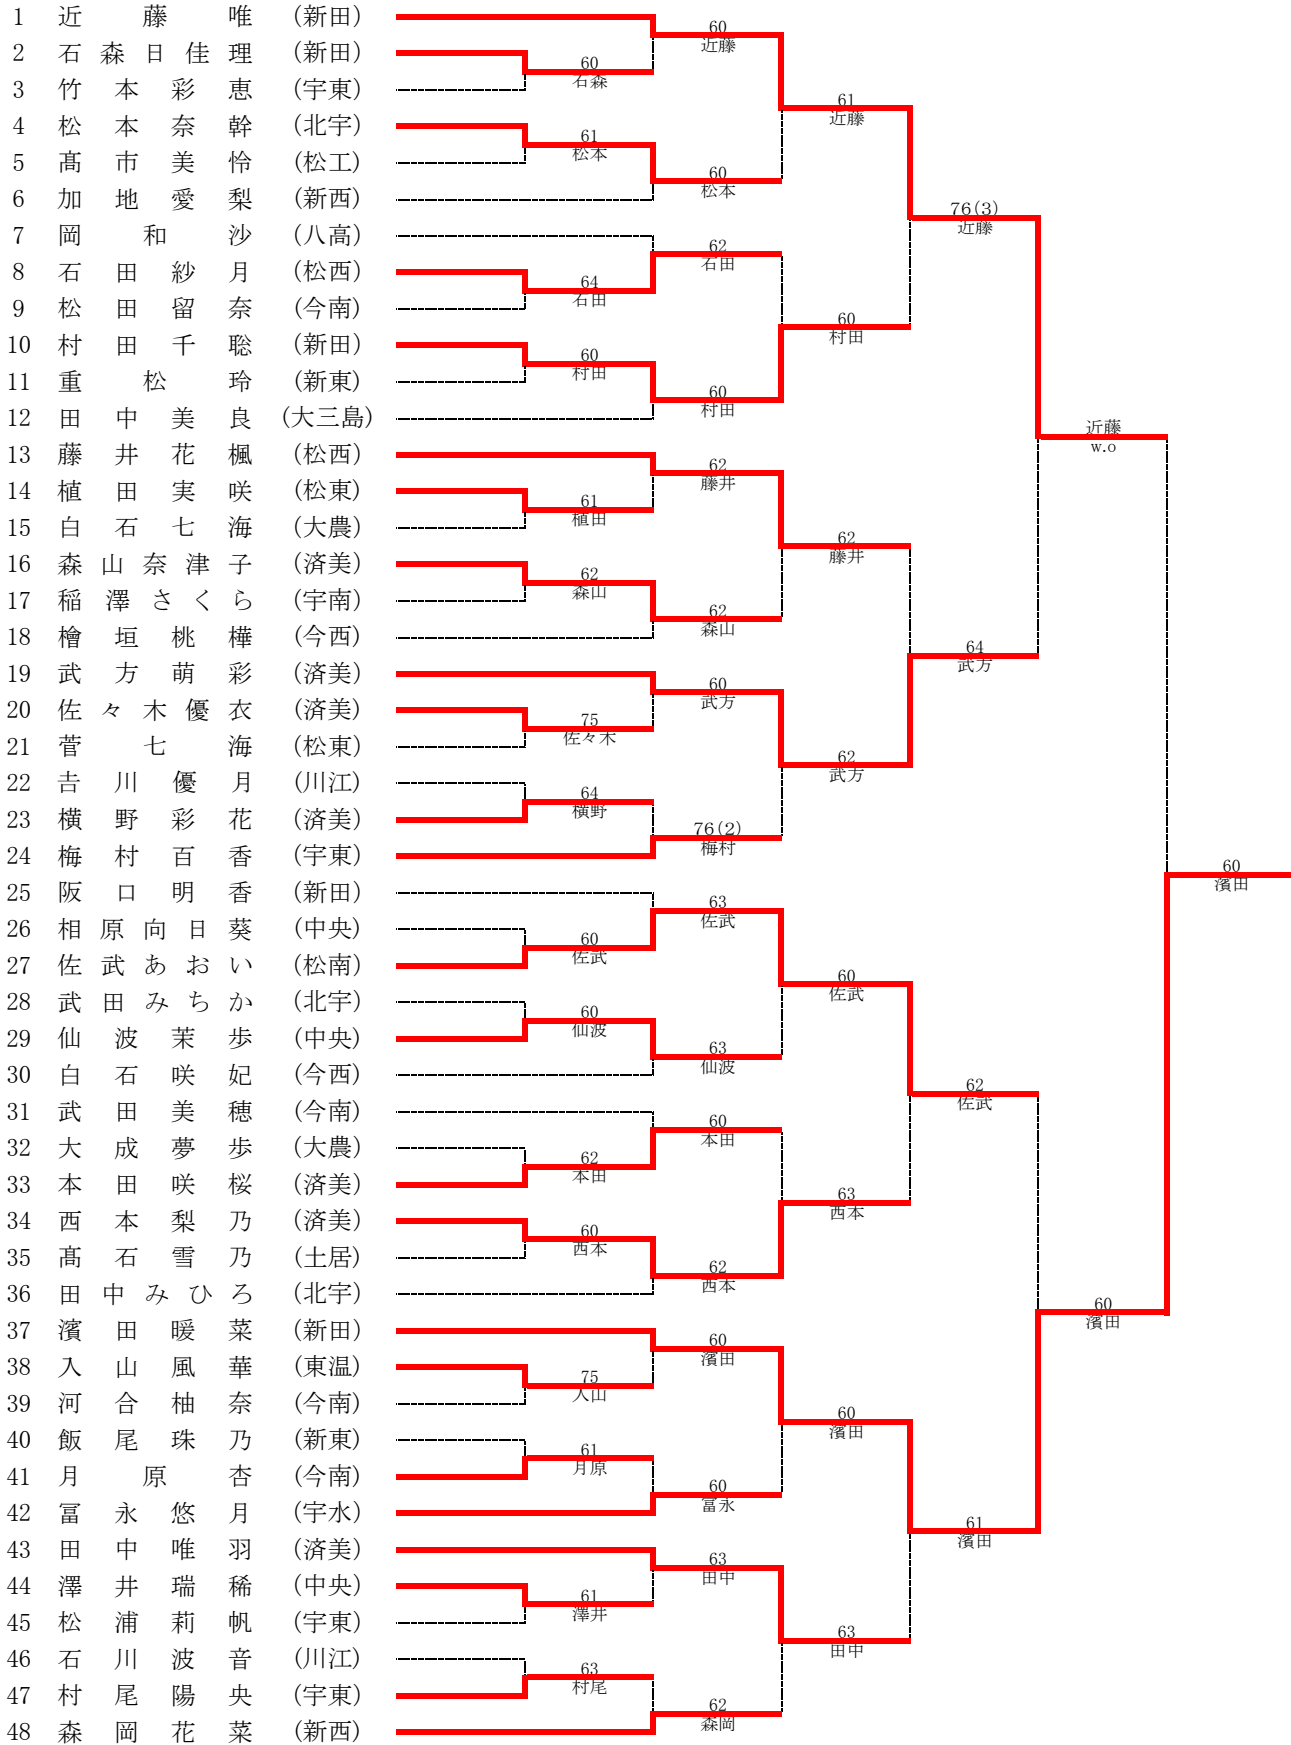 1 近藤唯 (新田)
2 石森日佳理 (新田)
3 竹本彩恵 (宇東)
4 松本奈幹 (北宇)
5 髙市美怜 (松工)
6 加地愛梨 (新西)
7 岡和沙 (八高)
8 石田紗月 (松西)
9 松田留奈 (今南)
10 村田千聡 (新田)
11 重松玲 (新東)
12 田中美良 (大三島)
13 藤井花楓 (松西)
14 植田実咲 (松東)
15 白石七海 (大農)
16 森山奈津子 (済美)
17 稲澤さくら (宇南)
18 檜垣桃樺 (今西)
19 武方萌彩 (済美)
20 佐々木優衣 (済美)
21 菅七海 (松東)
22 𠮷川優月 (川江)
23 横野彩花 (済美)
24 梅村百香 (宇東)
25 阪口明香 (新田)
26 相原向日葵 (中央)
27 佐武あおい (松南)
28 武田みちか (北宇)
29 仙波茉歩 (中央)
30 白石咲妃 (今西)
31 武田美穂 (今南)
32 大成夢歩 (大農)
33 本田咲桜 (済美)
34 西本梨乃 (済美)
35 髙石雪乃 (土居)
36 田中みひろ (北宇)
37 濱田暖菜 (新田)
38 入山風華 (東温)
39 河合柚奈 (今南)
40 飯尾珠乃 (新東)
41 月原杏 (今南)
42 冨永悠月 (宇水)
43 田中唯羽 (済美)
44 澤井瑞稀 (中央)
45 松浦莉帆 (宇東)
46 石川波音 (川江)
47 村尾陽央 (宇東)
48 森岡花菜 (新西)
60
石森
61
松本
64
石田
60
村田
61
植田
62
森山
75
佐々木
64
横野
60
佐武
60
仙波
62
本田
60
西本
75
入山
61
月原
61
澤井
63
村尾
60
近藤
60
松本
62
石田
60
村田
62
藤井
62
森山
60
武方
76(2)
梅村
63
佐武
63
仙波
60
本田
62
西本
60
濱田
60
冨永
63
田中
62
森岡
61
近藤
60
村田
62
藤井
62
武方
60
佐武
63
西本
60
濱田
63
田中
76(3)
近藤
64
武方
62
佐武
61
濱田
近藤
w.o
60
濱田
60
濱田